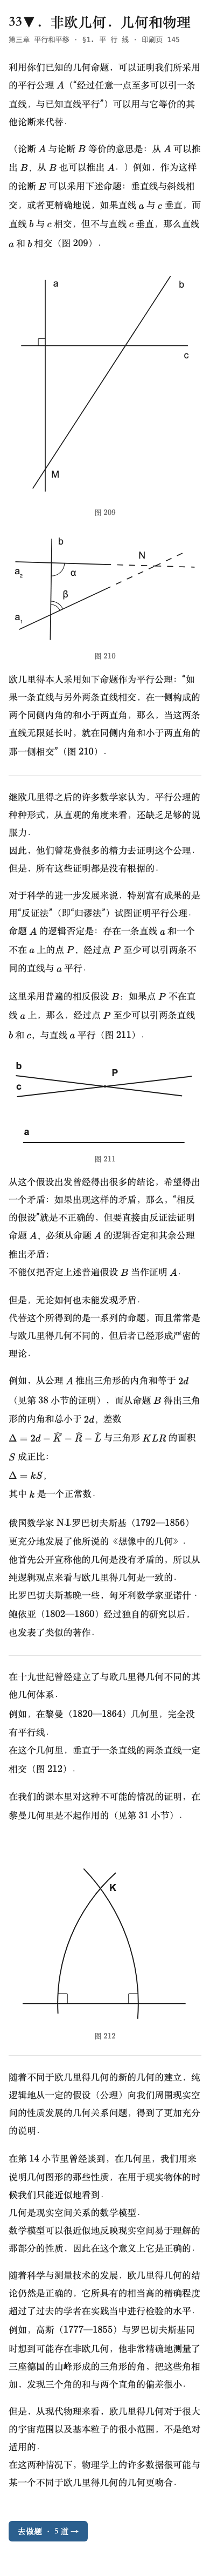 33▼．非欧几何．几何和物理
第三章 平行和平移 · §1．平 行 线 · 印刷页 145
利用你们已知的几何命题，可以证明我们所采用
的平行公理 A（“经过任意一点至多可以引一条
直线，与已知直线平行”）可以用与它等价的其
他论断来代替．
（论断 A 与论断 B 等价的意思是：从 A 可以推
出 B，从 B 也可以推出 A．）例如，作为这样
的论断 E 可以采用下述命题：垂直线与斜线相
交，或者更精确地说，如果直线 a 与 c 垂直，而
直线 b 与 c 相交，但不与直线 c 垂直，那么直线
a 和 b 相交（图 209）．
a
b
c
M
图 209
b
N
a₂
α
β
a₁
图 210
欧几里得本人采用如下命题作为平行公理：“如
果一条直线与另外两条直线相交，在一侧构成的
两个同侧内角的和小于两直角，那么，当这两条
直线无限延长时，就在同侧内角和小于两直角的
那一侧相交”（图 210）．
继欧几里得之后的许多数学家认为，平行公理的
种种形式，从直观的角度来看，还缺乏足够的说
服力．
因此，他们曾花费很多的精力去证明这个公理．
但是，所有这些证明都是没有根据的．
对于科学的进一步发展来说，特别富有成果的是
用“反证法”（即“归谬法”）试图证明平行公理．
命题 A 的逻辑否定是：存在一条直线 a 和一个
不在 a 上的点 P，经过点 P 至少可以引两条不
同的直线与 a 平行．
这里采用普遍的相反假设 B：如果点 P 不在直
线 a 上，那么，经过点 P 至少可以引两条直线
b 和 c，与直线 a 平行（图 211）．
b
c
P
a
图 211
从这个假设出发曾经得出很多的结论，希望得出
一个矛盾：如果出现这样的矛盾，那么，“相反
的假设”就是不正确的，但要直接由反证法证明
命题 A，必须从命题 A 的逻辑否定和其余公理
推出矛盾；
不能仅把否定上述普遍假设 B 当作证明 A．
但是，无论如何也未能发现矛盾．
代替这个所得到的是一系列的命题，而且常常是
与欧几里得几何不同的，但后者已经形成严密的
理论．
例如，从公理 A 推出三角形的内角和等于 2d
（见第 38 小节的证明），而从命题 B 得出三角
形的内角和总小于 2d，差数
Δ = 2d − K̂ − R̂ − L̂ 与三角形 KLR 的面积
S 成正比：
Δ = kS，
其中 k 是一个正常数．
俄国数学家 N.I.罗巴切夫斯基（1792—1856）
更充分地发展了他所说的《想像中的几何》．
他首先公开宣称他的几何是没有矛盾的，所以从
纯逻辑观点来看与欧几里得几何是一致的．
比罗巴切夫斯基晚一些，匈牙利数学家亚诺什·
鲍依亚（1802—1860）经过独自的研究以后，
也发表了类似的著作．
在十九世纪曾经建立了与欧几里得几何不同的其
他几何体系．
例如，在黎曼（1820—1864）几何里，完全没
有平行线．
在这个几何里，垂直于一条直线的两条直线一定
相交（图 212）．
在我们的课本里对这种不可能的情况的证明，在
黎曼几何里是不起作用的（见第 31 小节）．
K
图 212
随着不同于欧几里得几何的新的几何的建立，纯
逻辑地从一定的假设（公理）向我们周围现实空
间的性质发展的几何关系问题，得到了更加充分
的说明．
在第 14 小节里曾经谈到，在几何里，我们用来
说明几何图形的那些性质，在用于现实物体的时
候我们只能近似地看到．
几何是现实空间关系的数学模型．
数学模型可以很近似地反映现实空间易于理解的
那部分的性质，因此在这个意义上它是正确的．
随着科学与测量技术的发展，欧几里得几何的结
论仍然是正确的，它所具有的相当高的精确程度
超过了过去的学者在实践当中进行检验的水平．
例如，高斯（1777—1855）与罗巴切夫斯基同
时想到可能存在非欧几何，他非常精确地测量了
三座德国的山峰形成的三角形的角，把这些角相
加，发现三个角的和与两个直角的偏差很小．
但是，从现代物理来看，欧几里得几何对于很大
的宇宙范围以及基本粒子的很小范围，不是绝对
适用的．
在这两种情况下，物理学上的许多数据很可能与
某一个不同于欧几里得几何的几何更吻合．
去做题 · 5 道 →